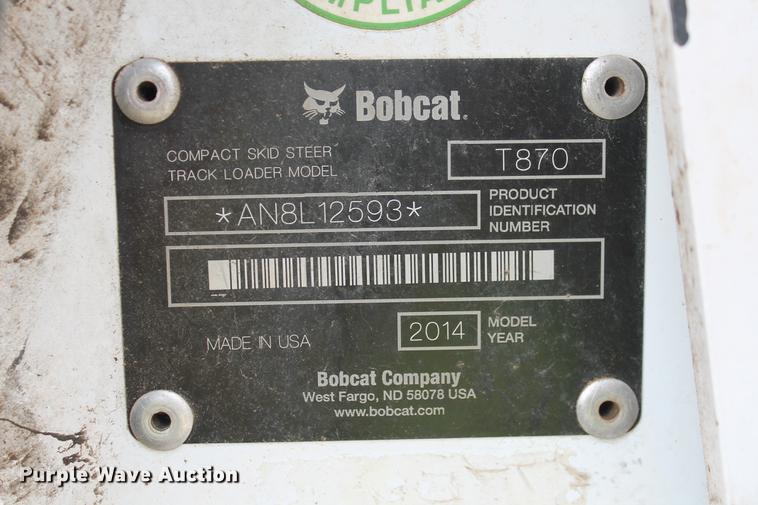 Bobcat.
COMPACT SKID STEER
TRACK LOADER MODEL
T870
*AN8L12593*
PRODUCT
IDENTIFICATION
NUMBER
MADE IN USA
2014
MODEL
YEAR
Bobcat Company
West Fargo, ND 58078 USA
www.bobcat.com
Purple Wave Auction